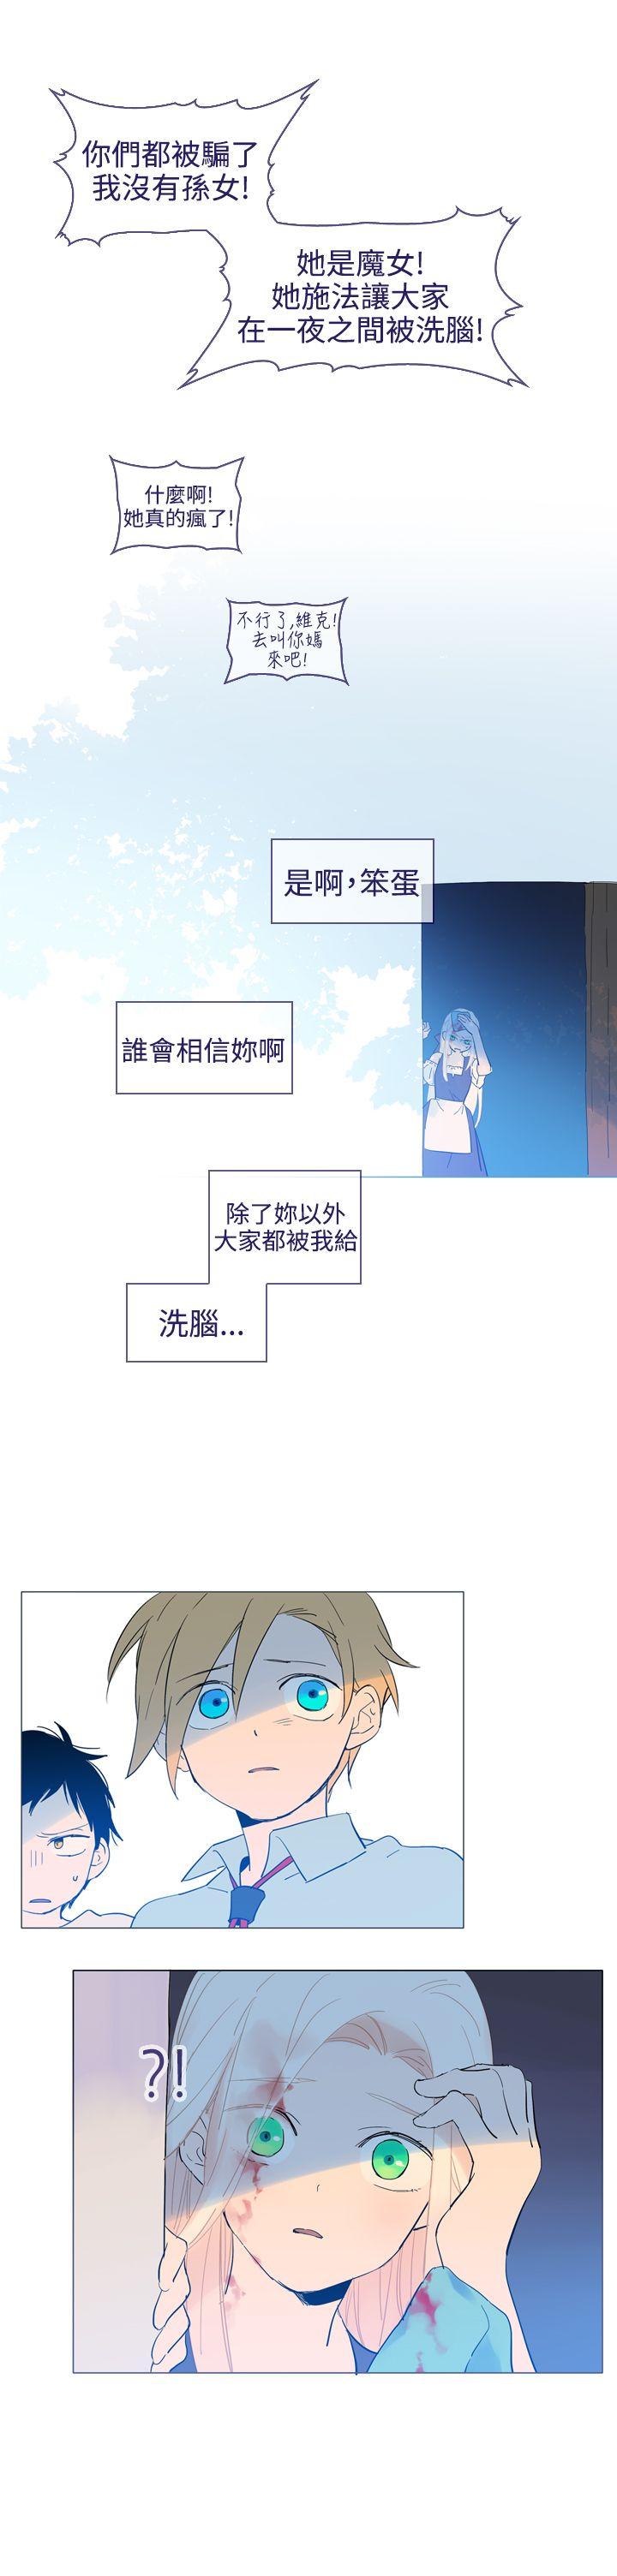 你們都被騙了
我沒有孫女!
她是魔女!
她施法讓大家
在一夜之間被洗腦!
什麼啊!
她真的瘋了!
不行了,維克!
去叫你媽
來吧!
是啊,笨蛋
誰會相信妳啊
除了妳以外
大家都被我給
洗腦...
?!